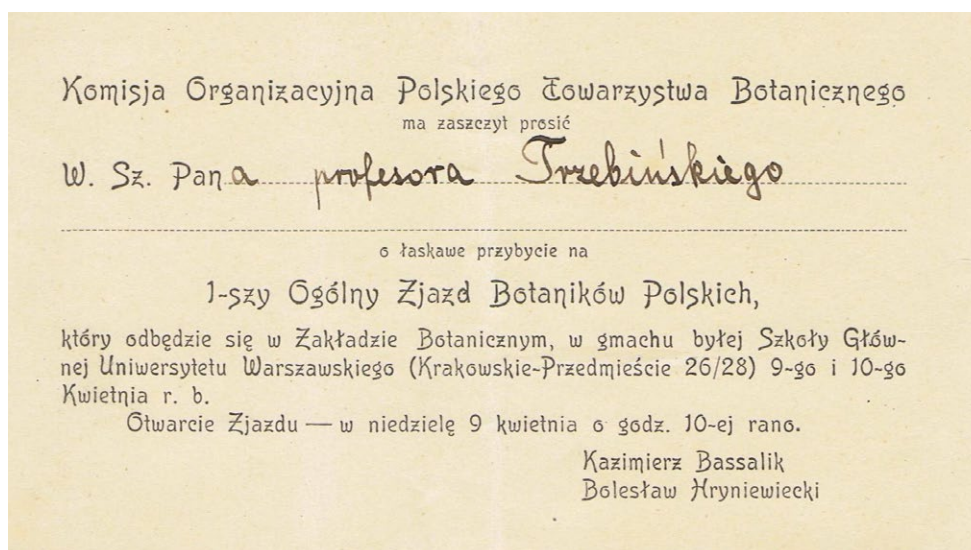 Komisja Organizacyjna Polskiego Towarzystwa Botanicznego
ma zaszczyt prosić
W. Sz. Pana profesora Trzebińskiego
o łaskawe przybycie na
1-szy Ogólny Zjazd Botaników Polskich,
który odbędzie się w Zakładzie Botanicznym, w gmachu byłej Szkoły Głów-
nej Uniwersytetu Warszawskiego (Krakowskie-Przedmieście 26/28) 9-go i 10-go
Kwietnia r. b.
Otwarcie Zjazdu — w niedzielę 9 kwietnia o godz. 10-ej rano.
Kazimierz Bassalik
Bolesław Hryniewiecki